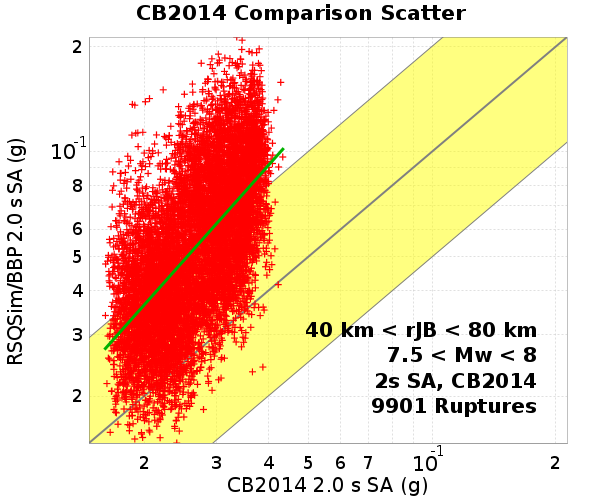 CB2014 Comparison Scatter
RSQSim/BBP 2.0 s SA (g)
2
10-1
8
6
5
4
3
2
40 km < rJB < 80 km
7.5 < Mw < 8
2s SA, CB2014
9901 Ruptures
2 3 4 5 6 7 10-1 2
CB2014 2.0 s SA (g)